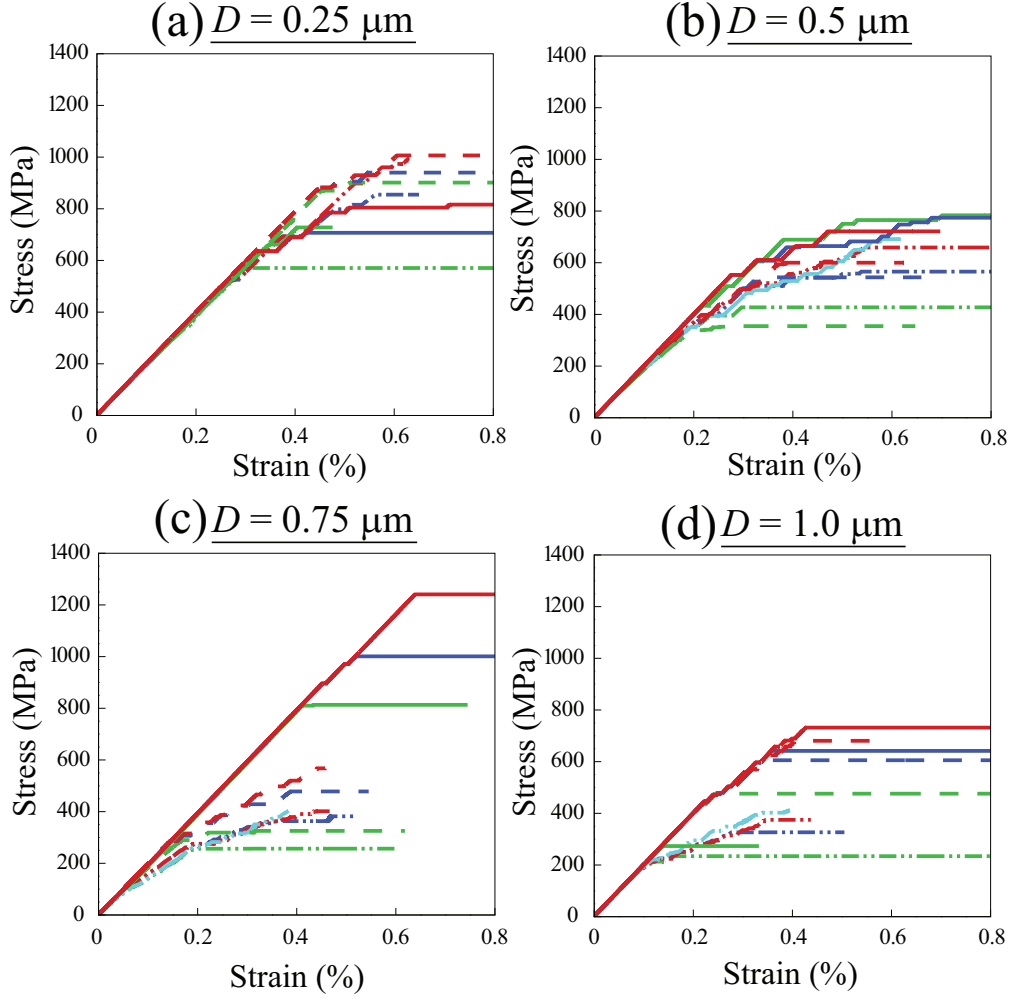 (a) D = 0.25 μm
1400
1200
1000
800
600
400
200
0
Stress (MPa)
0 0.2 0.4 0.6 0.8
Strain (%)
(b) D = 0.5 μm
1400
1200
1000
800
600
400
200
0
Stress (MPa)
0 0.2 0.4 0.6 0.8
Strain (%)
(c) D = 0.75 μm
1400
1200
1000
800
600
400
200
0
Stress (MPa)
0 0.2 0.4 0.6 0.8
Strain (%)
(d) D = 1.0 μm
1400
1200
1000
800
600
400
200
0
Stress (MPa)
0 0.2 0.4 0.6 0.8
Strain (%)